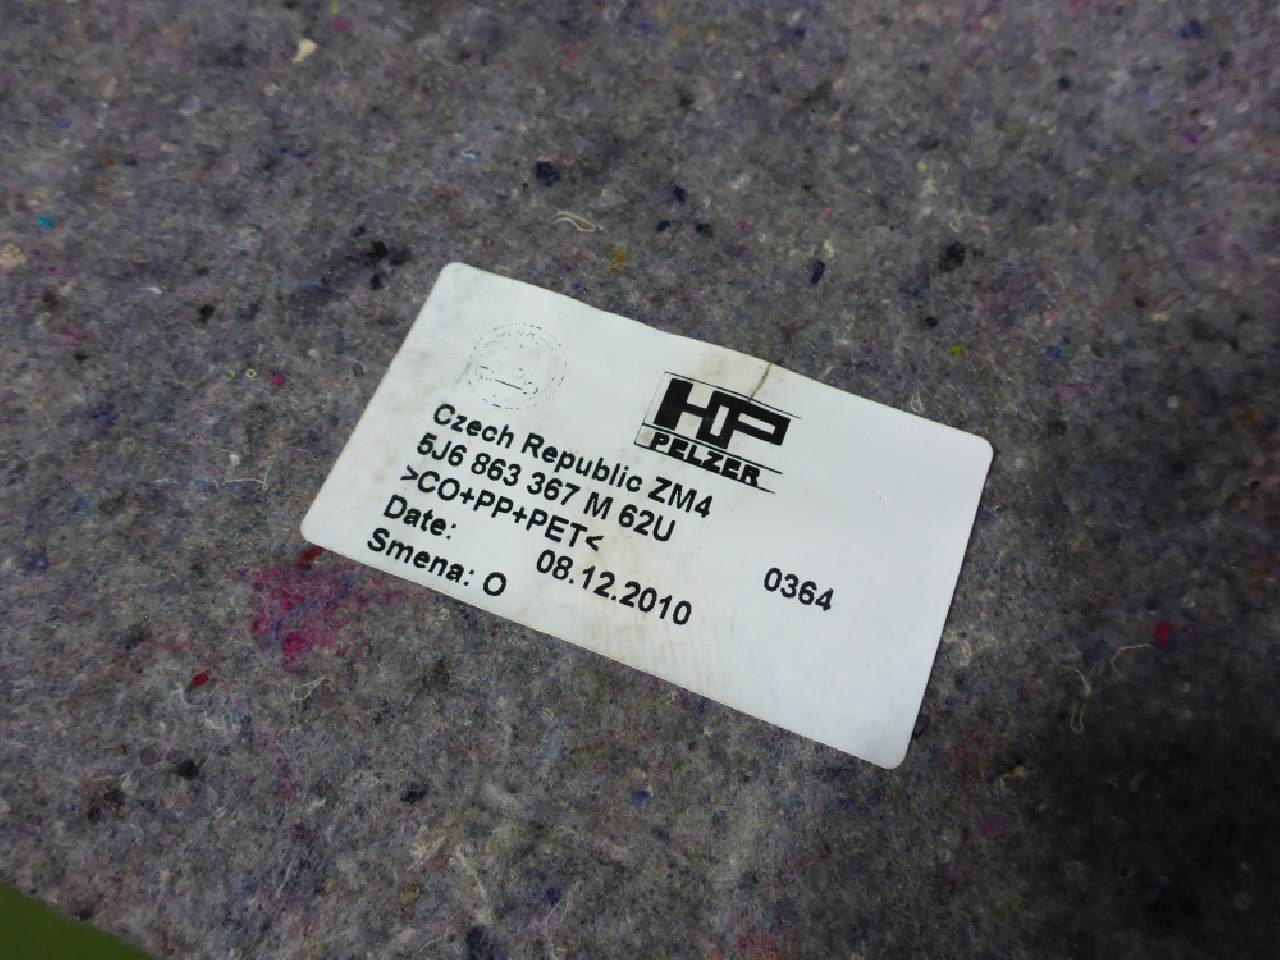 HP
PELZER
Czech Republic ZM4
5J6 863 367 M 62U
>CO+PP+PET<
Date: 08.12.2010 0364
Smena: O